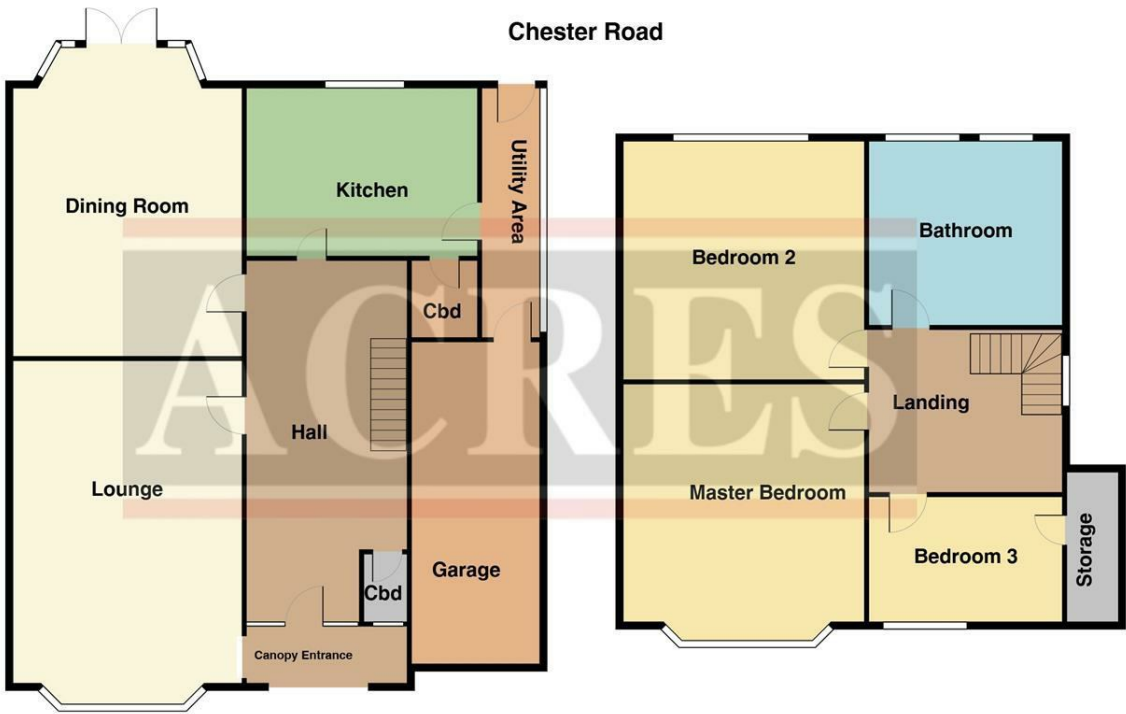 Chester Road
Dining Room
Kitchen
Utility Area
Cbd
Hall
Lounge
Garage
Cbd
Canopy Entrance
Bedroom 2
Bathroom
Landing
Master Bedroom
Bedroom 3
Storage
ACRES